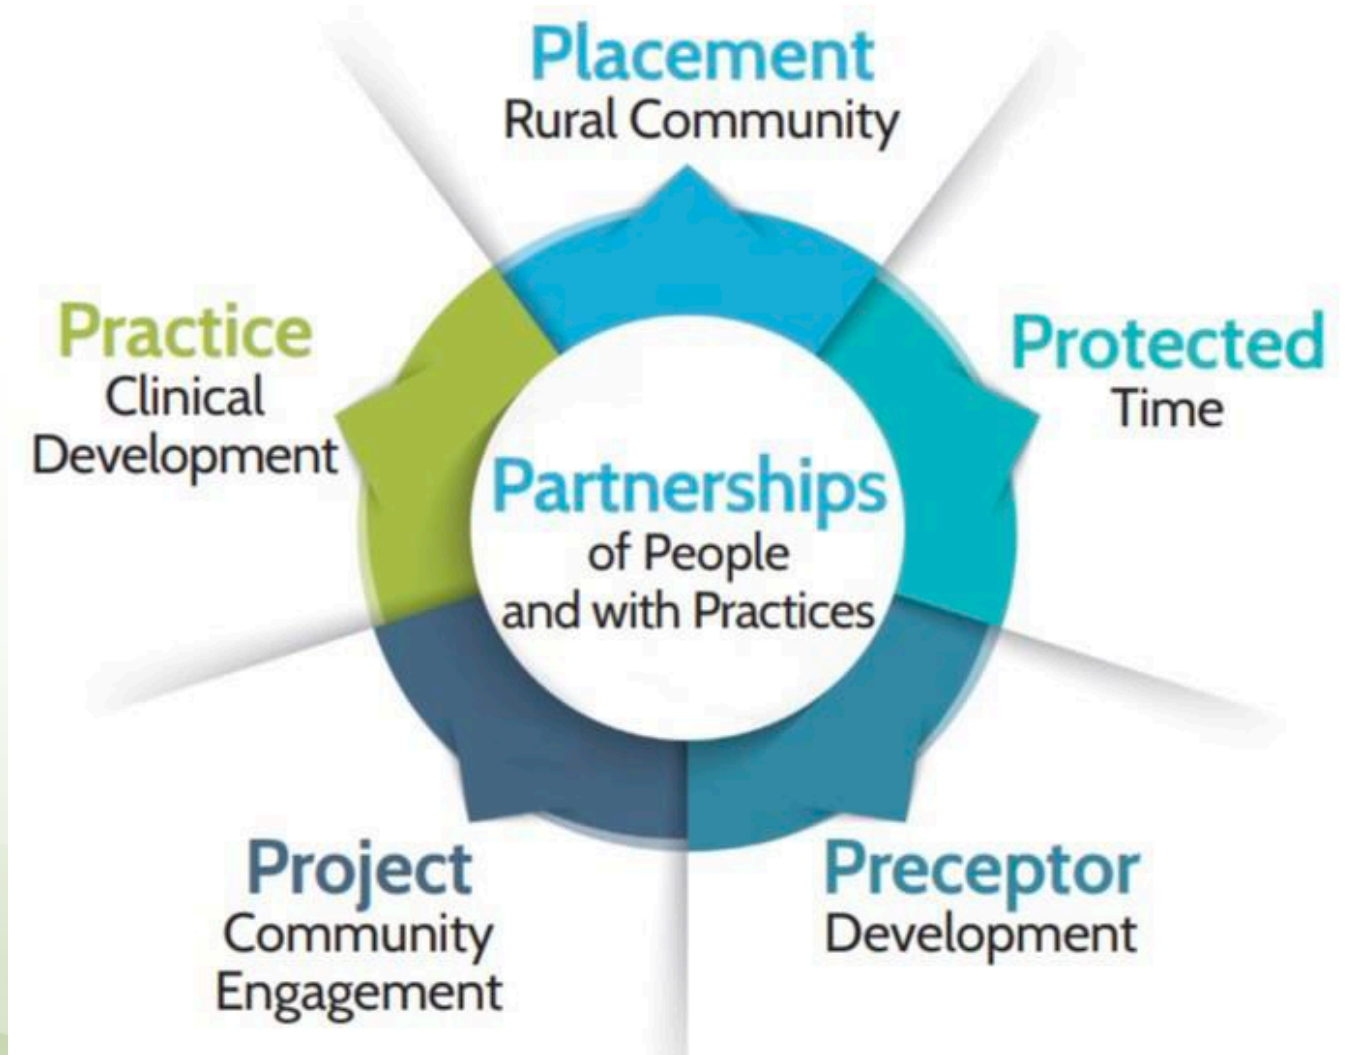 Placement
Rural Community
Protected
Time
Preceptor
Development
Project
Community
Engagement
Practice
Clinical
Development
Partnerships
of People
and with Practices